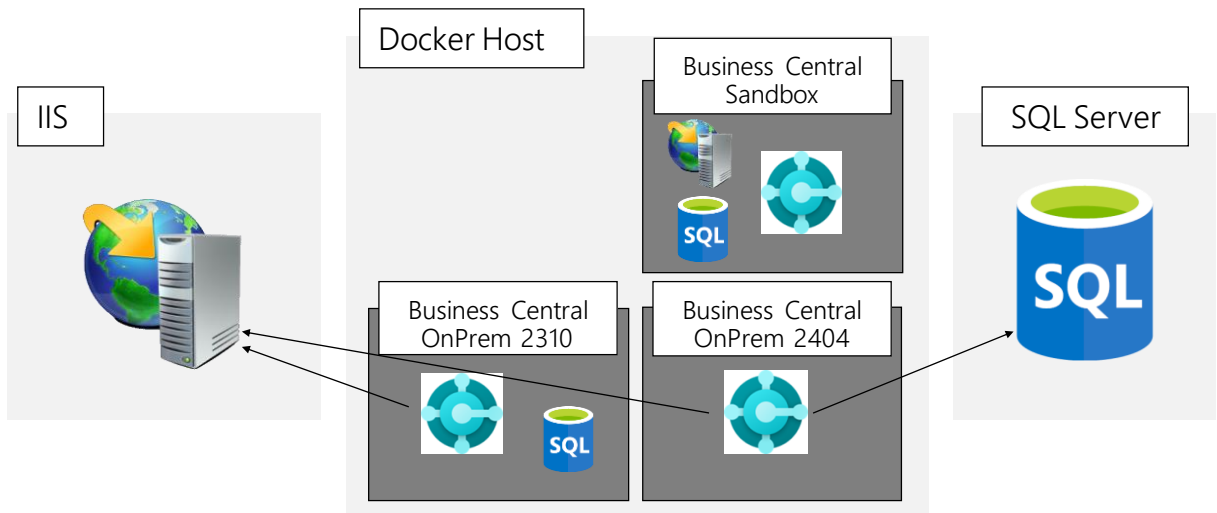 Docker Host
Business Central
Sandbox
IIS
SQL Server
SQL
SQL
Business Central
OnPrem 2310
Business Central
OnPrem 2404
SQL